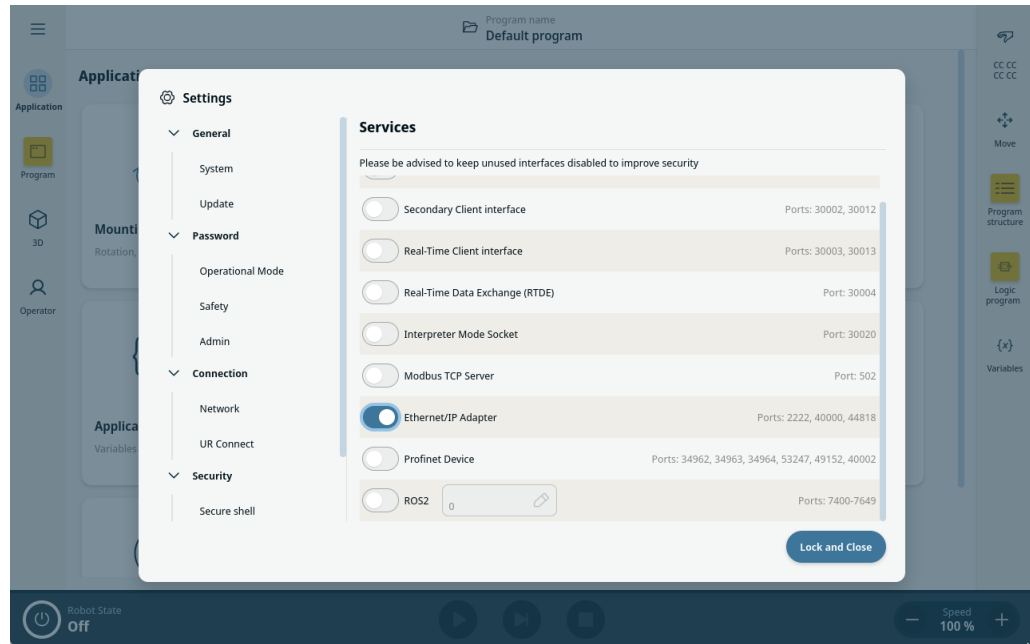 Program name
Default program
Application
Program
3D
Operator
Applicati
Mounti
Rotation,
Applica
Variables
CC CC
CC CC
Move
Program
structure
Logic
program
{x}
Variables
Settings
General
System
Update
Password
Operational Mode
Safety
Admin
Connection
Network
UR Connect
Security
Secure shell
Services
Please be advised to keep unused interfaces disabled to improve security
Secondary Client interface Ports: 30002, 30012
Real-Time Client interface Ports: 30003, 30013
Real-Time Data Exchange (RTDE) Port: 30004
Interpreter Mode Socket Port: 30020
Modbus TCP Server Port: 502
Ethernet/IP Adapter Ports: 2222, 40000, 44818
Profinet Device Ports: 34962, 34963, 34964, 53247, 49152, 40002
ROS2 0 Ports: 7400-7649
Lock and Close
Robot State
Off
Speed
100 %